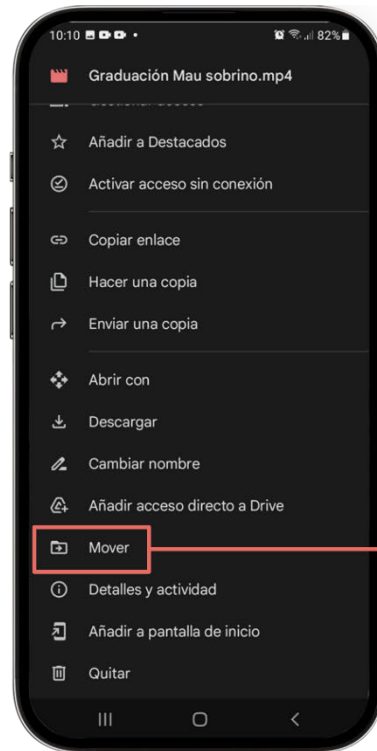 10:10 82%
Graduación Mau sobrino.mp4
Añadir a Destacados
Activar acceso sin conexión
Copiar enlace
Hacer una copia
Enviar una copia
Abrir con
Descargar
Cambiar nombre
Añadir acceso directo a Drive
Mover
Detalles y actividad
Añadir a pantalla de inicio
Quitar